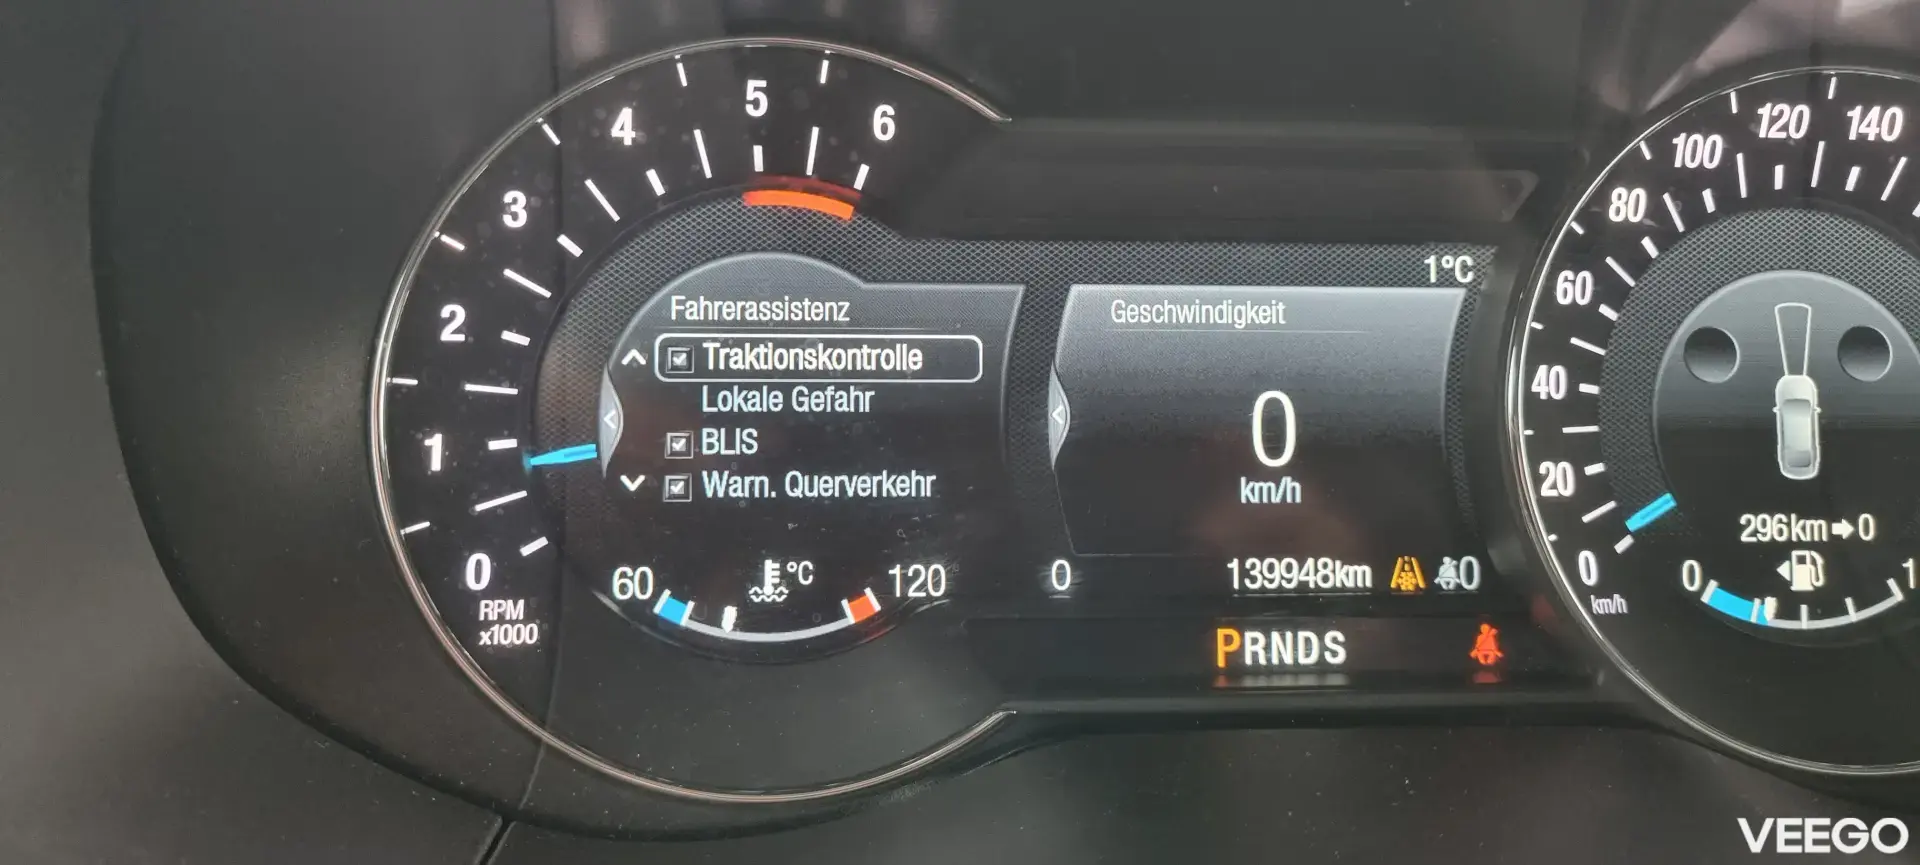 0
1
2
3
4
5
6
RPM
x1000
Fahrerassistenz
Traktionskontrolle
Lokale Gefahr
BLIS
Warn. Querverkehr
60 °C 120
1°C
Geschwindigkeit
0
km/h
0 139948km 0
PRNDS
0
20
40
60
80
100
120
140
km/h
296km→0
0 1
VEEGO